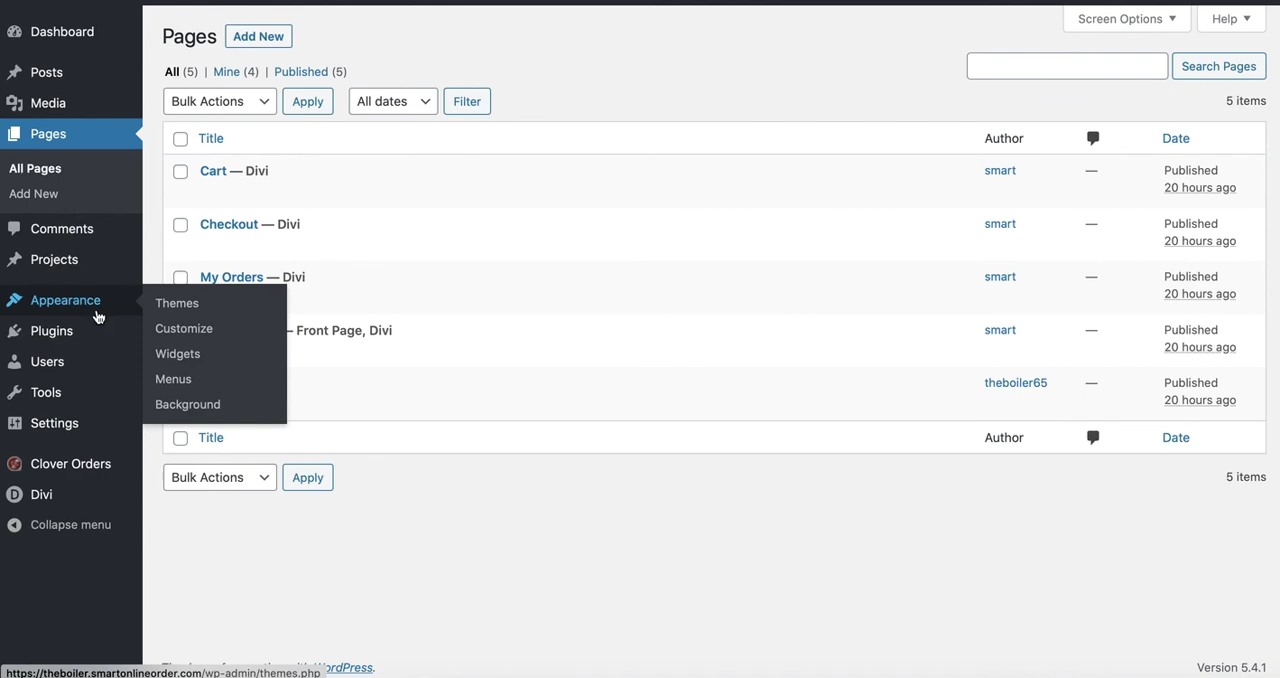 Dashboard
Posts
Media
Pages
All Pages
Add New
Comments
Projects
Appearance
Plugins
Users
Tools
Settings
Clover Orders
Divi
Collapse menu
Themes
Customize
Widgets
Menus
Background
Screen Options ▼
Help ▼
Pages Add New
All (5) | Mine (4) | Published (5)
Search Pages
Bulk Actions Apply All dates Filter 5 items
Title Author Date
Cart — Divi smart — Published
20 hours ago
Checkout — Divi smart — Published
20 hours ago
My Orders — Divi smart — Published
20 hours ago
– Front Page, Divi smart — Published
20 hours ago
theboiler65 — Published
20 hours ago
Title Author Date
Bulk Actions Apply 5 items
WordPress.
Version 5.4.1
https://theboiler.smartonlineorder.com/wp-admin/themes.php